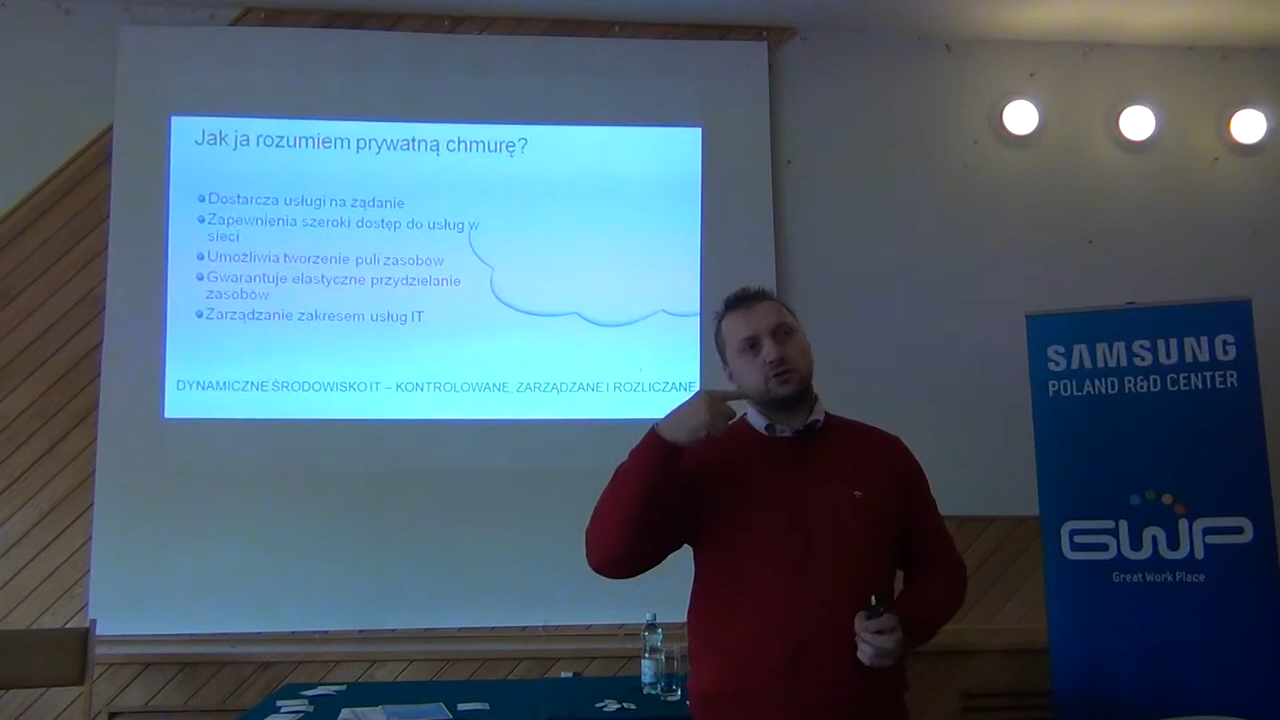 Jak ja rozumiem prywatną chmurę?
Dostarcza usługi na żądanie
Zapewnienia szeroki dostęp do usług w
sieci
Umożliwia tworzenie puli zasobów
Gwarantuje elastyczne przydzielanie
zasobów
Zarządzanie zakresem usług IT
DYNAMICZNE ŚRODOWISKO IT – KONTROLOWANE, ZARZĄDZANE I ROZLICZANE
SAMSUNG
POLAND R&D CENTER
GWP
Great Work Place